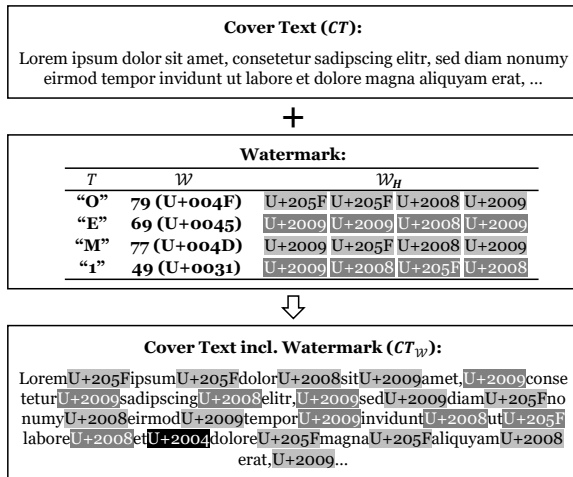 Cover Text (CT):
Lorem ipsum dolor sit amet, consetetur sadipscing elitr, sed diam nonumy
eirmod tempor invidunt ut labore et dolore magna aliquyam erat, ...
+
Watermark:
T W W_H
“O” 79 (U+004F) U+205F U+205F U+2008 U+2009
“E” 69 (U+0045) U+2009 U+2009 U+2008 U+2009
“M” 77 (U+004D) U+2009 U+205F U+2008 U+2009
“1” 49 (U+0031) U+2009 U+2008 U+205F U+2008
Cover Text incl. Watermark (CT_W):
LoremU+205FipsumU+205FdolorU+2008sitU+2009amet,U+2009conse
teturU+2009sadipscingU+2008elitr,U+2009sedU+2009diamU+205Fno
numyU+2008eirmodU+2009temporU+2009inviduntU+2008utU+205F
laboreU+2008etU+2004doloreU+205FmagnaU+205FaliquyamU+2008
erat,U+2009...